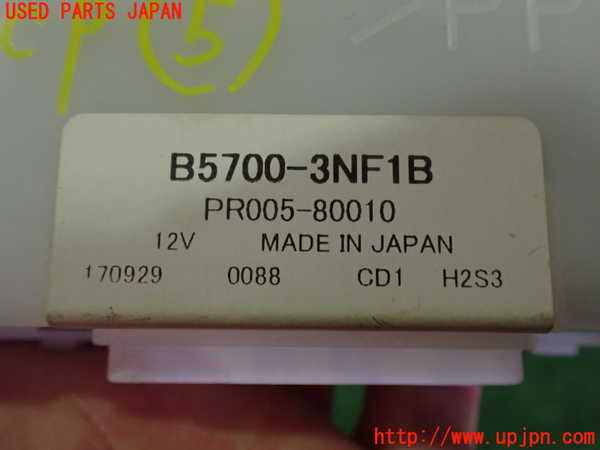 USED PARTS JAPAN
cp 5
>PP
B5700-3NF1B
PR005-80010
12V MADE IN JAPAN
170929 0088 CD1 H2S3
http://www.upjpn.com/